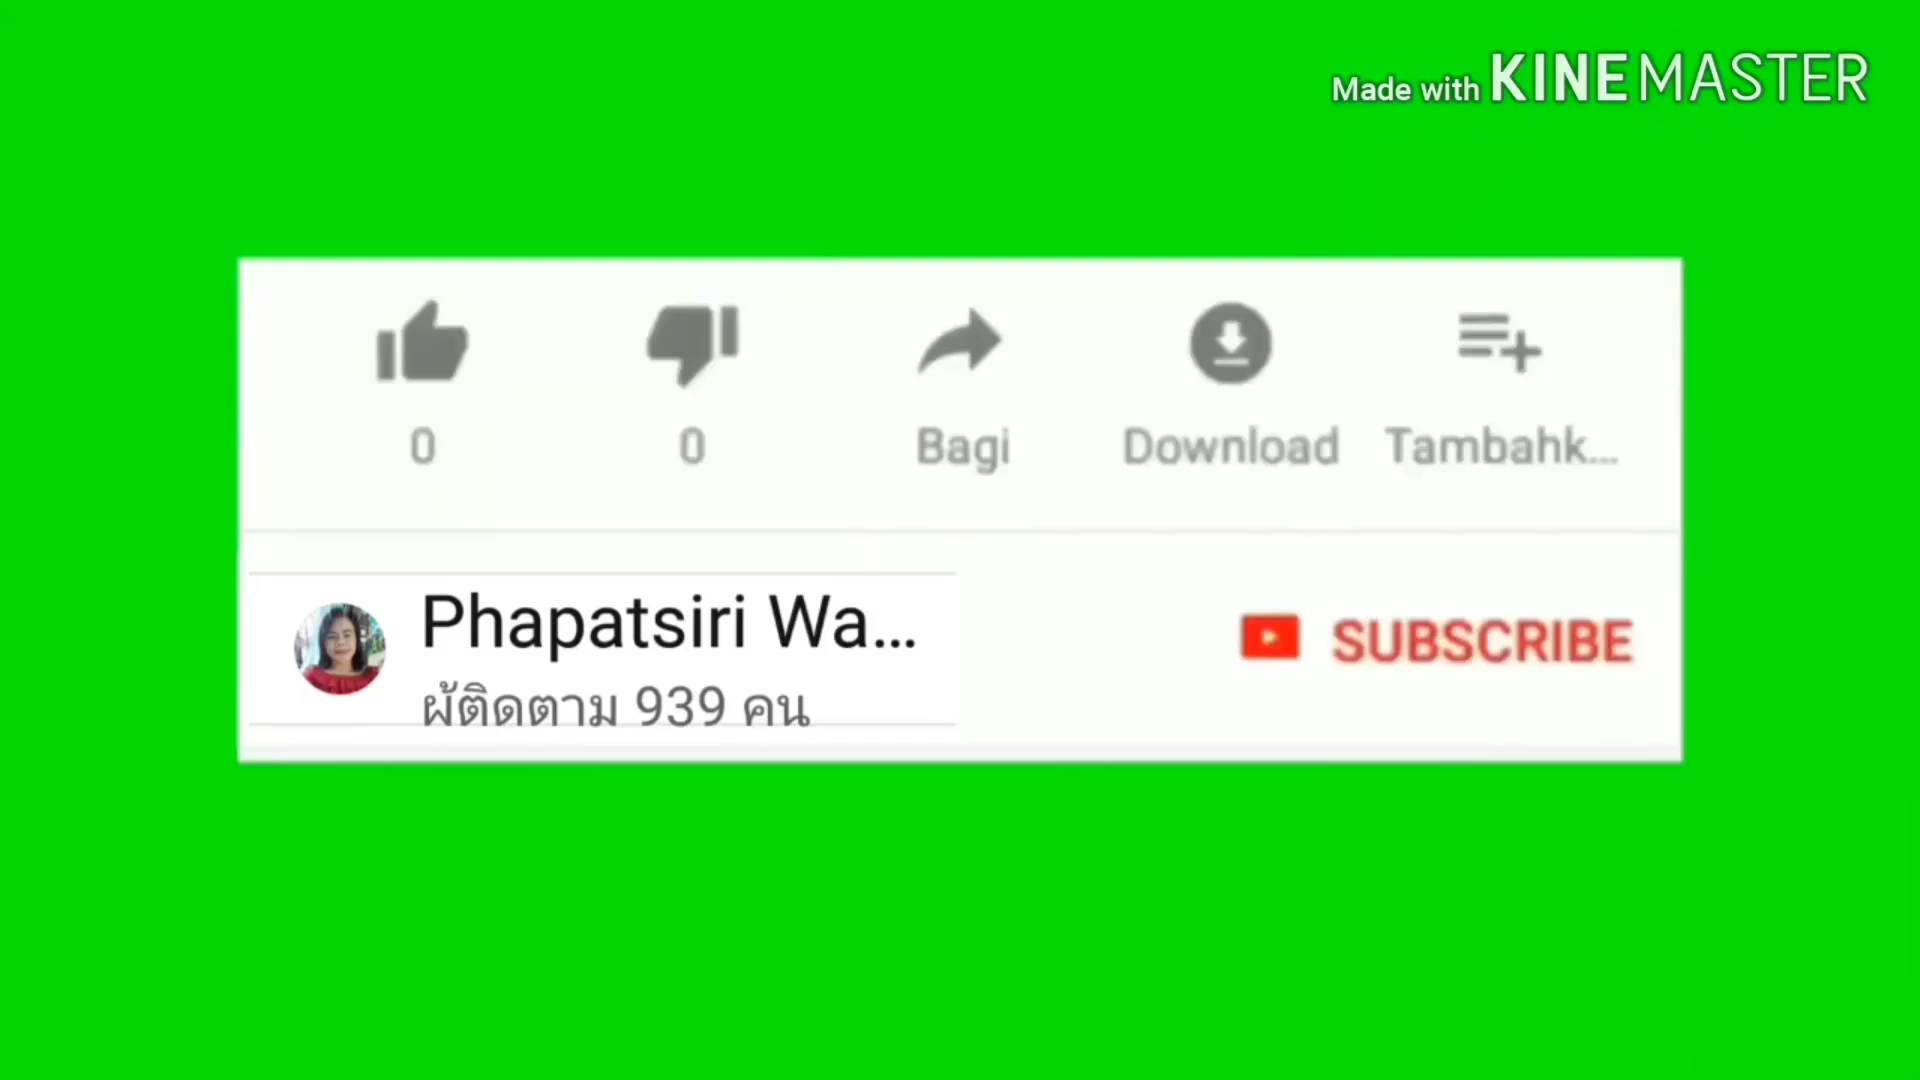 Made with KINEMASTER
0 0 Bagi Download Tambahk...
Phapatsiri Wa...
SUBSCRIBE
ผู้ติดตาม 939 คน